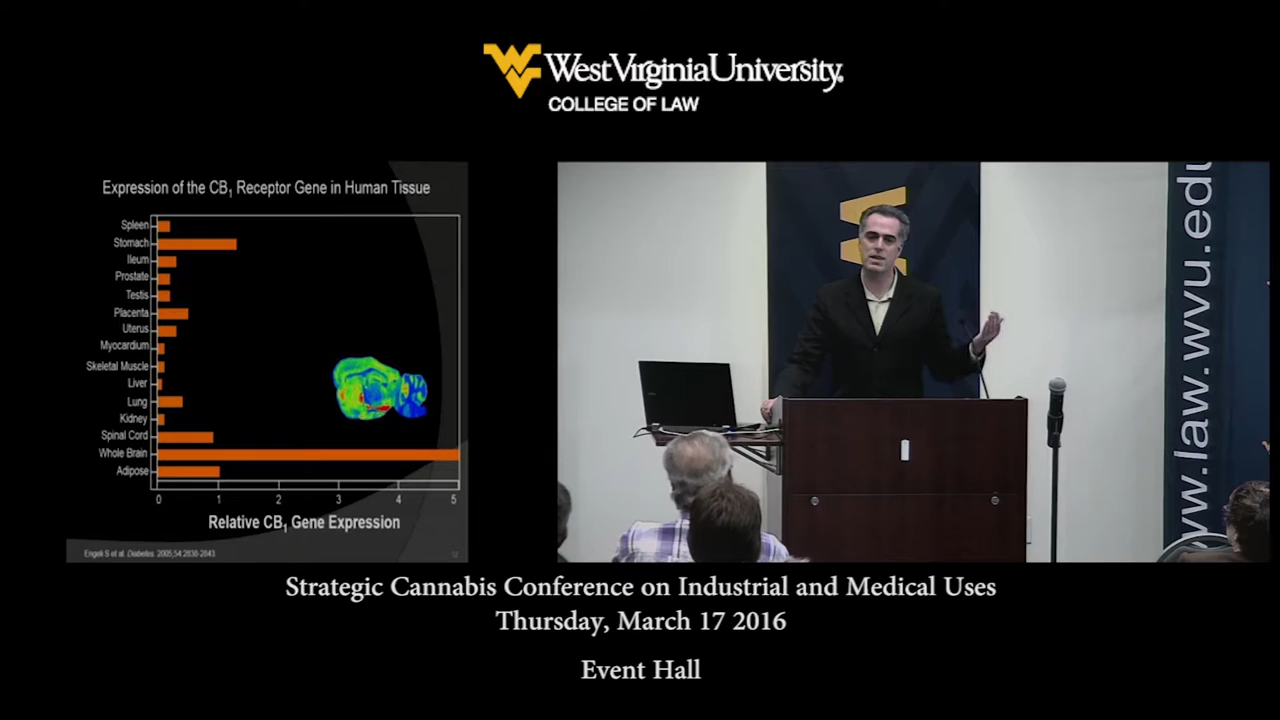 West Virginia University.
COLLEGE OF LAW
Expression of the CB1 Receptor Gene in Human Tissue
Spleen
Stomach
Ileum
Prostate
Testis
Placenta
Uterus
Myocardium
Skeletal Muscle
Liver
Lung
Kidney
Spinal Cord
Whole Brain
Adipose
0 1 2 3 4 5
Relative CB1 Gene Expression
Engeli S et al. Diabetes. 2005;54:2838-2843.
www.law.wvu.edu
Strategic Cannabis Conference on Industrial and Medical Uses
Thursday, March 17 2016
Event Hall